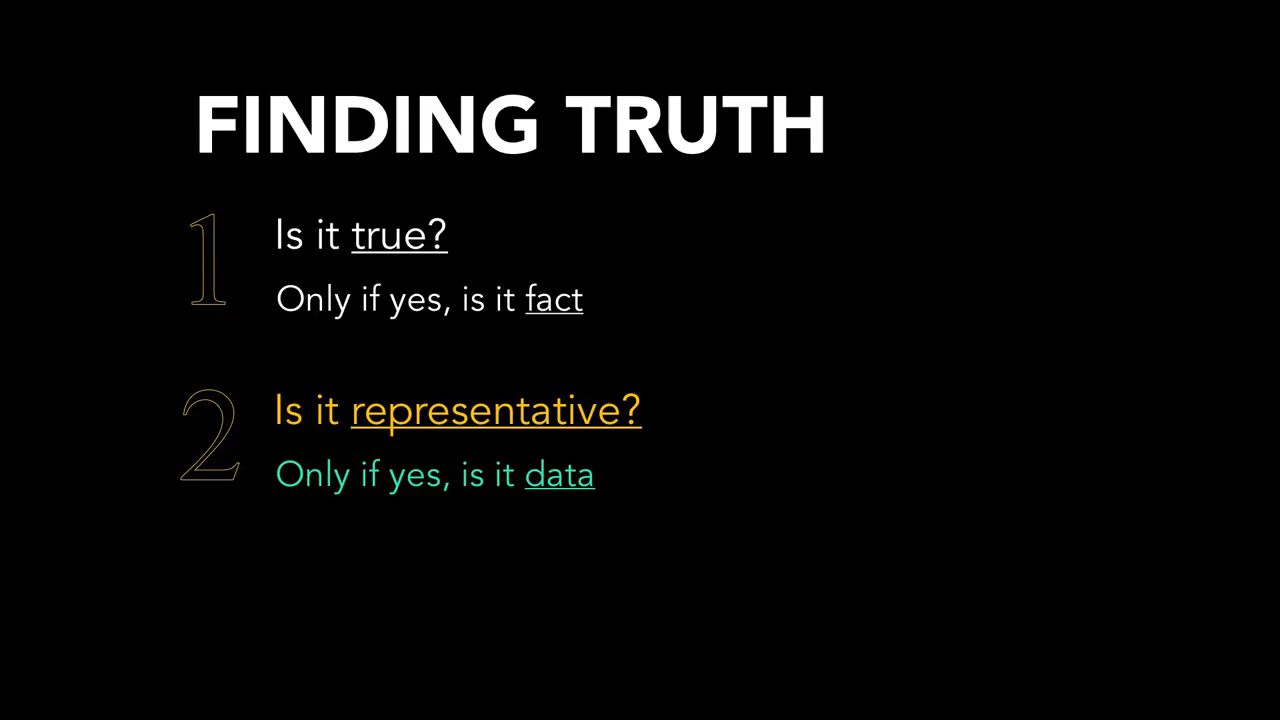 FINDING TRUTH
1
Is it true?
Only if yes, is it fact
2
Is it representative?
Only if yes, is it data